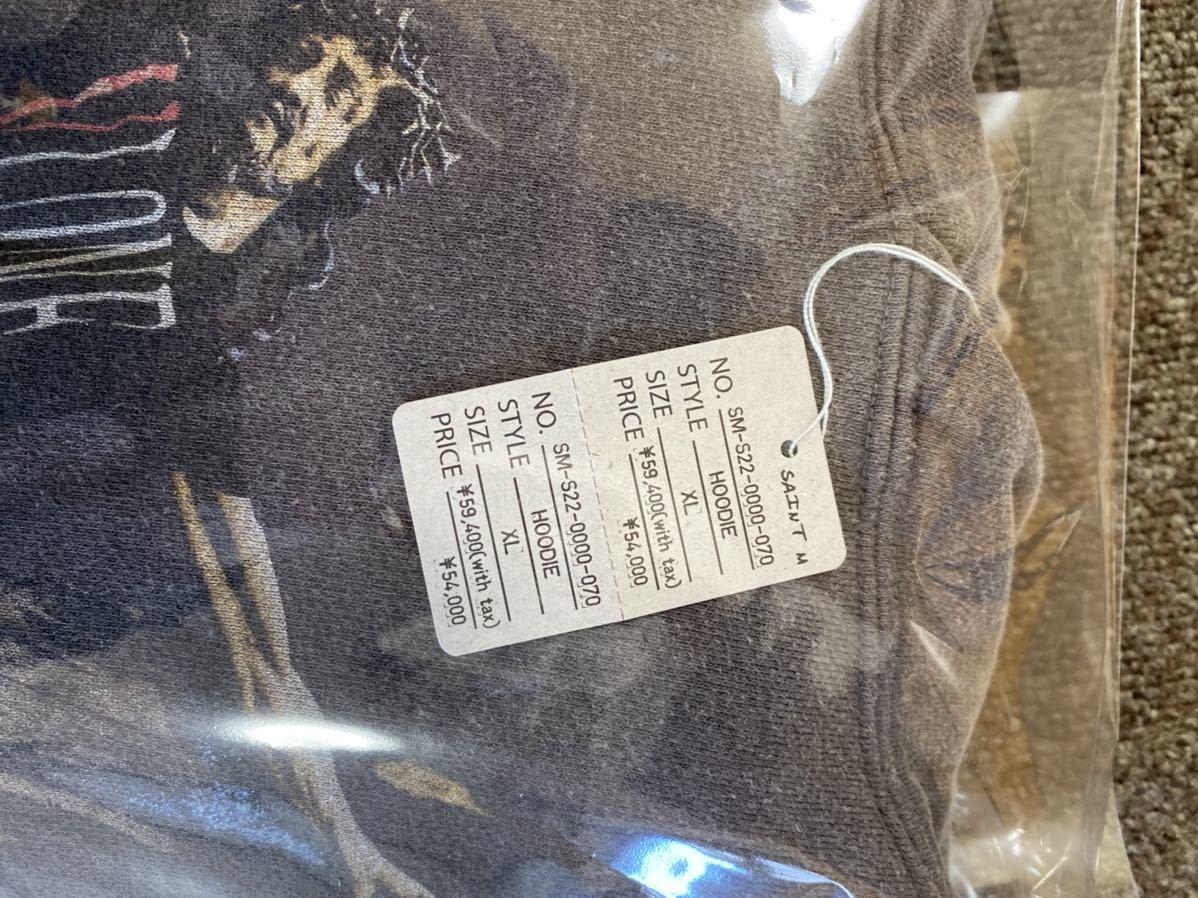 LONE
SAINT M
NO. SM-S22-0000-070
STYLE HOODIE
SIZE XL
PRICE ¥59,400(with tax)
¥54,000
NO. SM-S22-0000-070
STYLE HOODIE
SIZE XL
PRICE ¥59,400(with tax)
¥54,000